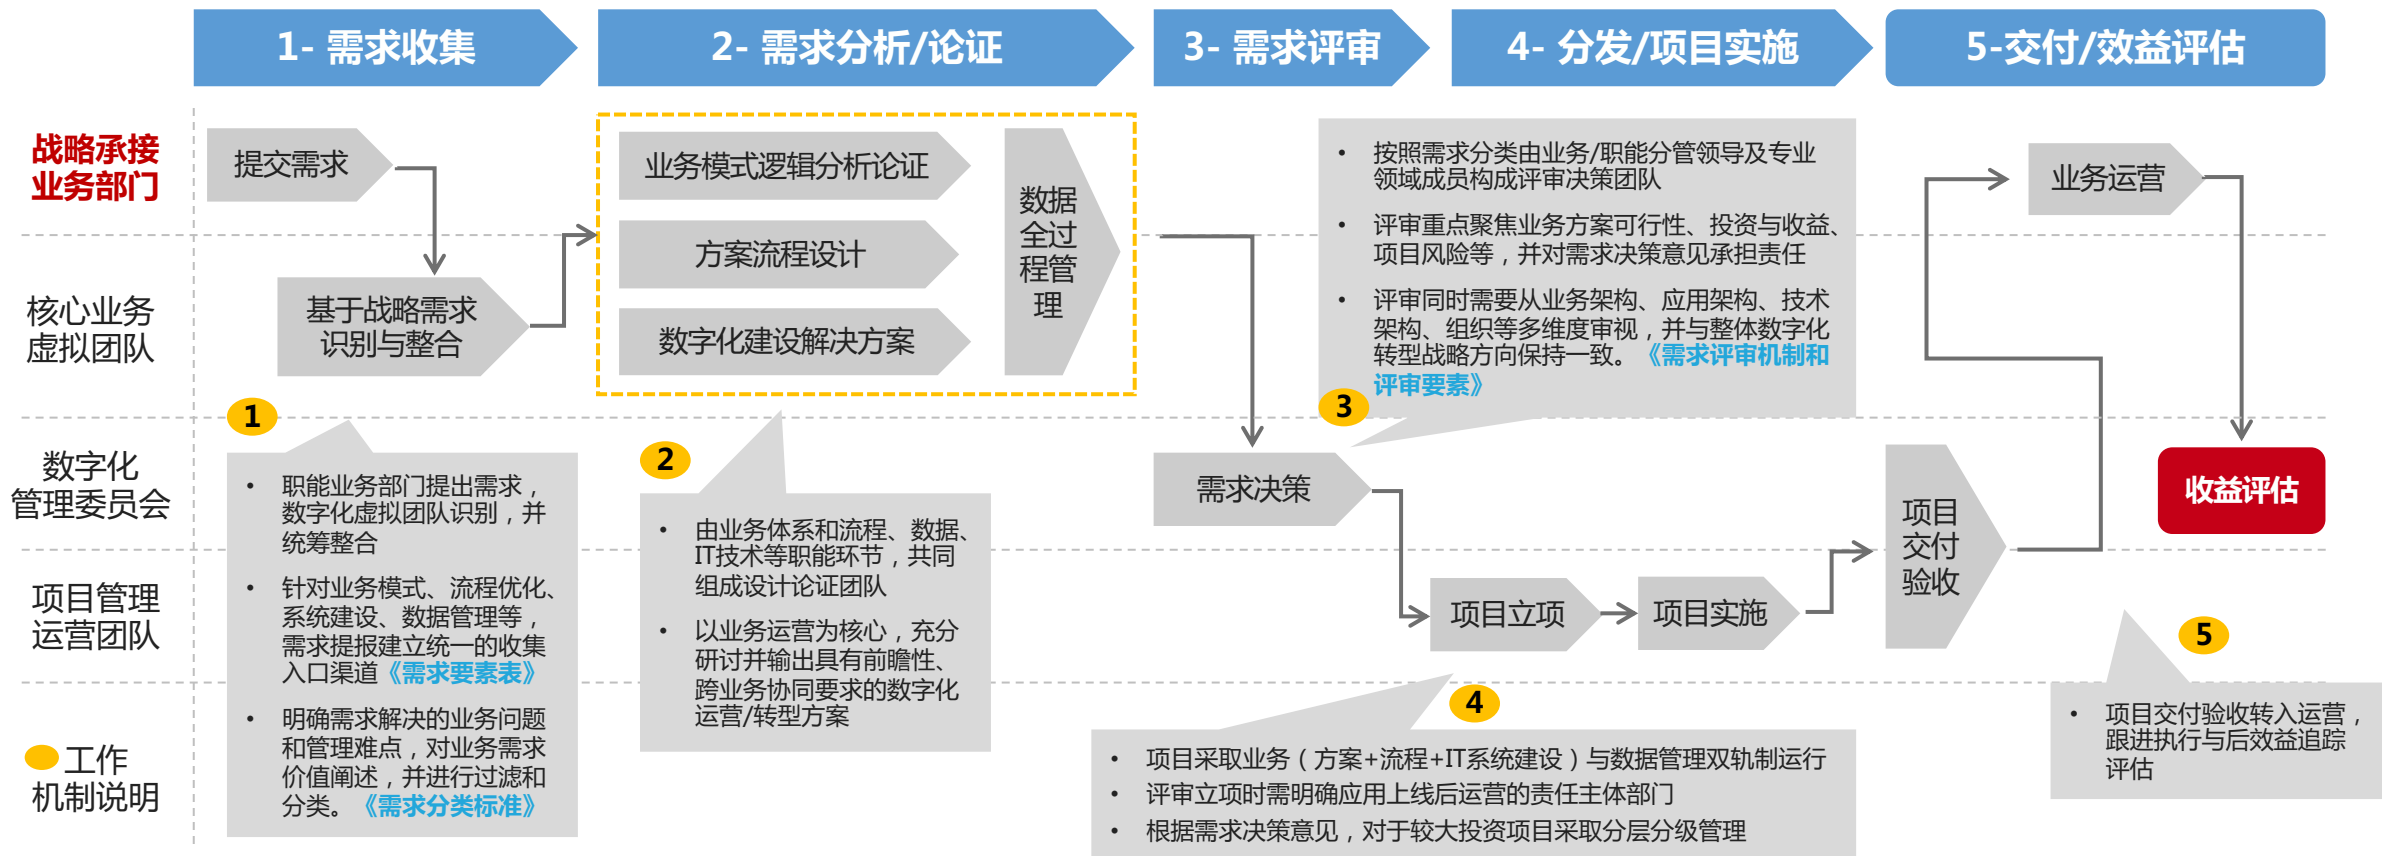 1- 需求收集
2- 需求分析/论证
3- 需求评审
4- 分发/项目实施
5-交付/效益评估
战略承接
业务部门
提交需求
业务模式逻辑分析论证
方案流程设计
数字化建设解决方案
数据
全过
程管
理
• 按照需求分类由业务/职能分管领导及专业
领域成员构成评审决策团队
• 评审重点聚焦业务方案可行性、投资与收益、
项目风险等，并对需求决策意见承担责任
• 评审同时需要从业务架构、应用架构、技术
架构、组织等多维度审视，并与整体数字化
转型战略方向保持一致。《需求评审机制和
评审要素》
3
业务运营
核心业务
虚拟团队
基于战略需求
识别与整合
数字化
管理委员会
1
• 职能业务部门提出需求，
数字化虚拟团队识别，并
统筹整合
• 针对业务模式、流程优化、
系统建设、数据管理等，
需求提报建立统一的收集
入口渠道《需求要素表》
• 明确需求解决的业务问题
和管理难点，对业务需求
价值阐述，并进行过滤和
分类。《需求分类标准》
2
• 由业务体系和流程、数据、
IT技术等职能环节，共同
组成设计论证团队
• 以业务运营为核心，充分
研讨并输出具有前瞻性、
跨业务协同要求的数字化
运营/转型方案
需求决策
项目
交付
验收
收益评估
项目管理
运营团队
项目立项
项目实施
工作
机制说明
4
• 项目采取业务（方案+流程+IT系统建设）与数据管理双轨制运行
• 评审立项时需明确应用上线后运营的责任主体部门
• 根据需求决策意见，对于较大投资项目采取分层分级管理
5
• 项目交付验收转入运营，
跟进执行与后效益追踪
评估